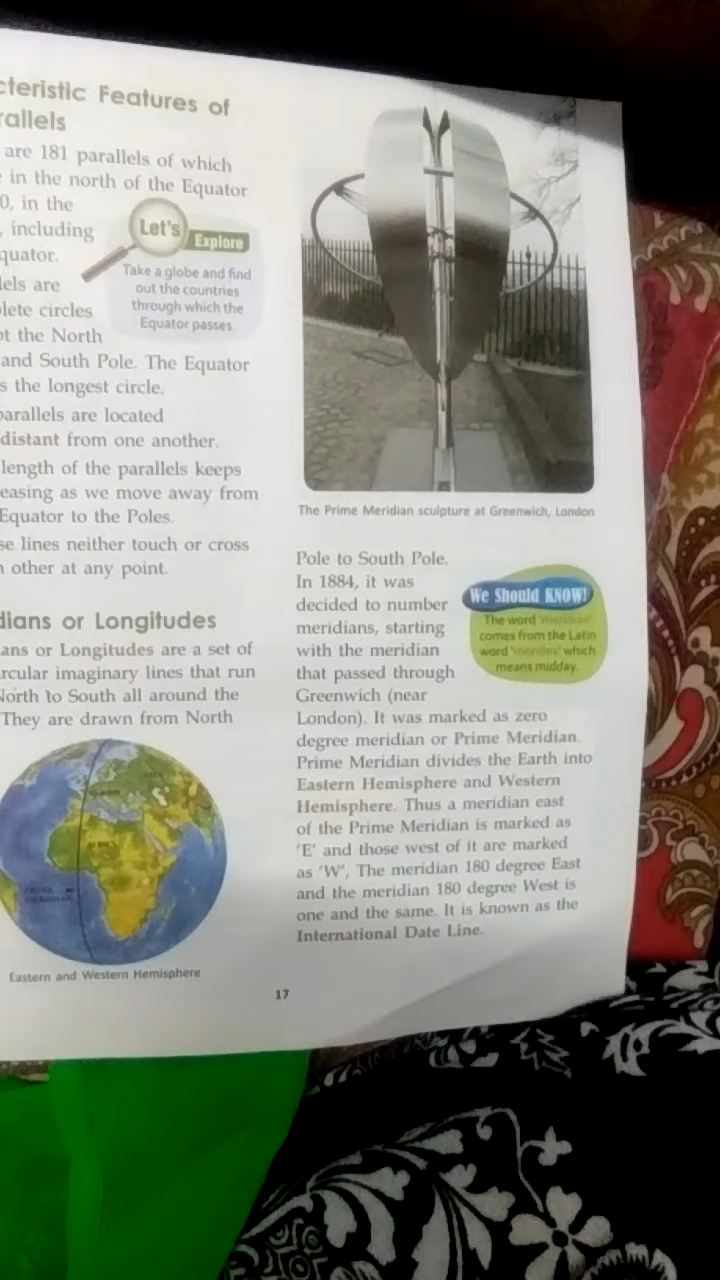 cteristic Features of
rallels
are 181 parallels of which
in the north of the Equator
0, in the
, including
quator.
lels are
lete circles
ot the North
and South Pole. The Equator
s the longest circle.
parallels are located
distant from one another.
length of the parallels keeps
easing as we move away from
Equator to the Poles.
se lines neither touch or cross
other at any point.
Let's
Explore
Take a globe and find
out the countries
through which the
Equator passes.
dians or Longitudes
ans or Longitudes are a set of
rcular imaginary lines that run
North to South all around the
They are drawn from North
AFRICA
PRIME
MERIDIAN
Eastern and Western Hemisphere
The Prime Meridian sculpture at Greenwich, London
Pole to South Pole.
In 1884, it was
decided to number
meridians, starting
with the meridian
that passed through
Greenwich (near
London). It was marked as zero
degree meridian or Prime Meridian.
Prime Meridian divides the Earth into
Eastern Hemisphere and Western
Hemisphere. Thus a meridian east
of the Prime Meridian is marked as
'E' and those west of it are marked
as 'W', The meridian 180 degree East
and the meridian 180 degree West is
one and the same. It is known as the
International Date Line.
We Should KNOW!
The word 'meridian'
comes from the Latin
word 'merides' which
means midday.
17